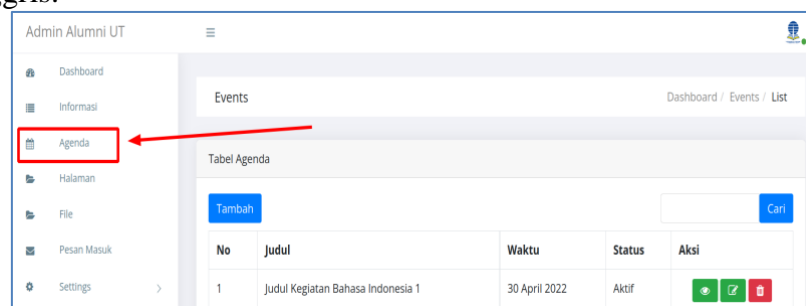 Admin Alumni UT
Dashboard
Informasi
Agenda
Halaman
File
Pesan Masuk
Settings
Events
Dashboard / Events / List
Tabel Agenda
Tambah
Cari
No Judul Waktu Status Aksi
1 Judul Kegiatan Bahasa Indonesia 1 30 April 2022 Aktif